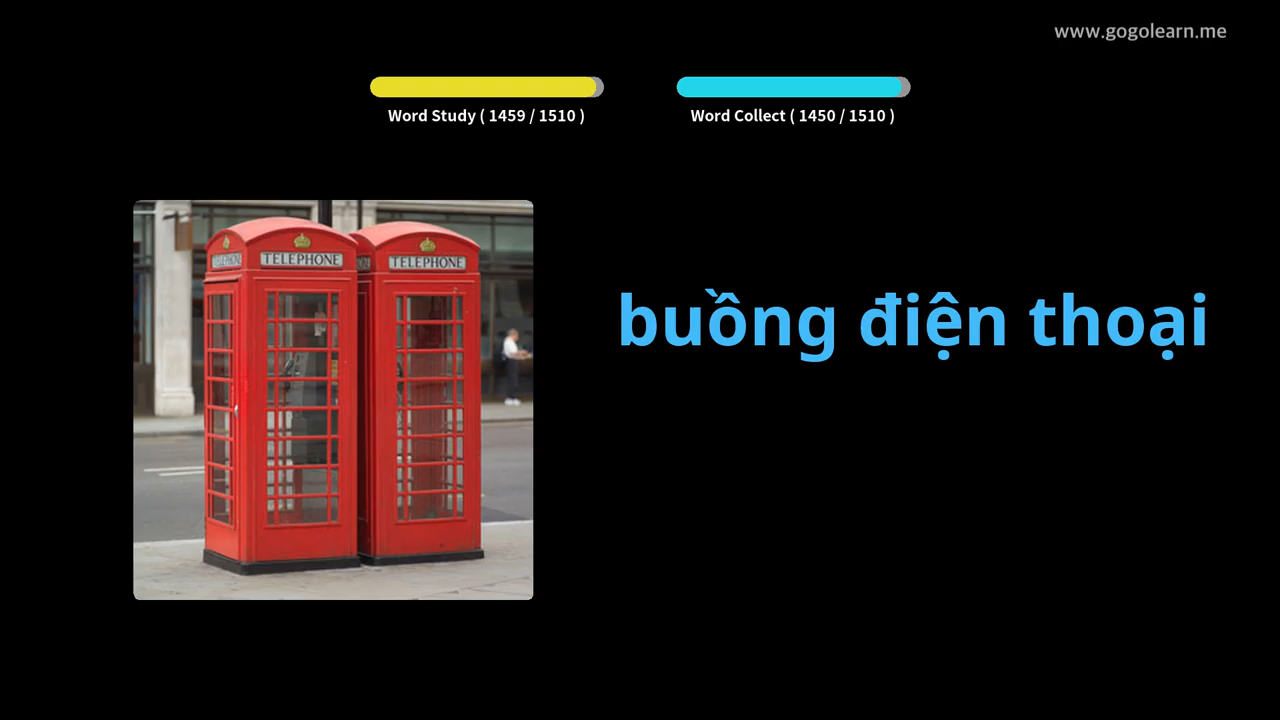 www.gogolearn.me
Word Study ( 1459 / 1510 )
Word Collect ( 1450 / 1510 )
TELEPHONE
TELEPHONE
buồng điện thoại